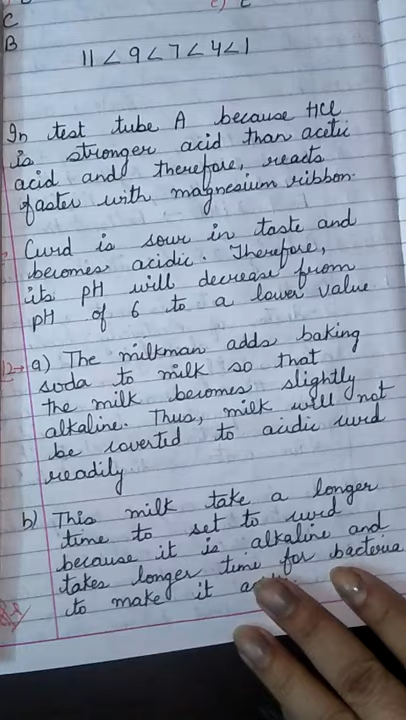 c) C
C
B
11 < 9 < 7 < 4 < 1
In test tube A because HCl
is stronger acid than acetic
acid and therefore, reacts
faster with magnesium ribbon.
Curd is sour in taste and
becomes acidic. Therefore,
its pH will decrease from
pH of 6 to a lower value
12→ a) The milkman adds baking
soda to milk so that
the milk becomes slightly
alkaline. Thus, milk will not
be coverted to acidic curd
readily
b) This milk take a longer
time to set to curd
because it is alkaline and
takes longer time for bacteria
to make it